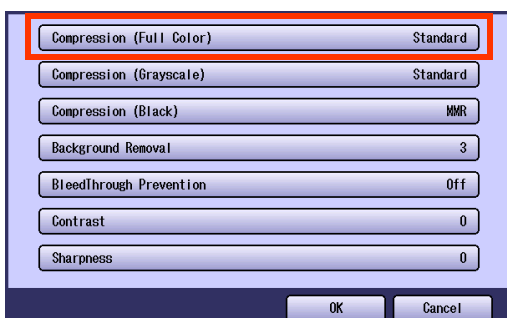 Compression (Full Color) Standard
Compression (Grayscale) Standard
Compression (Black) MMR
Background Removal 3
BleedThrough Prevention Off
Contrast 0
Sharpness 0
OK Cancel